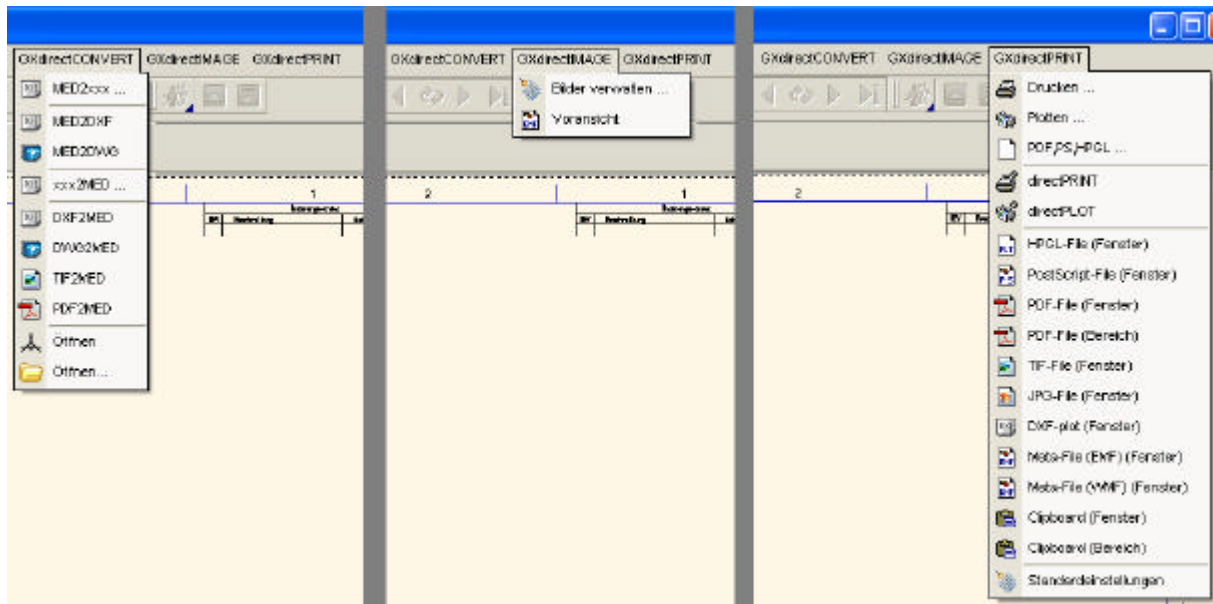 GXdirectCONVERT GXdirectIMAGE GXdirectPRINT
MED2xxx ...
MED2DXF
MED2DWG
xxx2MED ...
DXF2MED
DWG2MED
TIF2MED
PDF2MED
Öffnen
Öffnen...
1
GXdirectCONVERT GXdirectIMAGE GXdirectPRINT
Bilder verwalten ...
Voransicht
2 1
GXdirectCONVERT GXdirectIMAGE GXdirectPRINT
Drucken ...
Plotten ...
PDF,PS,HPGL ...
directPRINT
directPLOT
HPGL-File (Fenster)
PostScript-File (Fenster)
PDF-File (Fenster)
PDF-File (Bereich)
TIF-File (Fenster)
JPG-File (Fenster)
DXF-plot (Fenster)
Meta-File (EMF) (Fenster)
Meta-File (WMF) (Fenster)
Clipboard (Fenster)
Clipboard (Bereich)
Standardeinstellungen
2